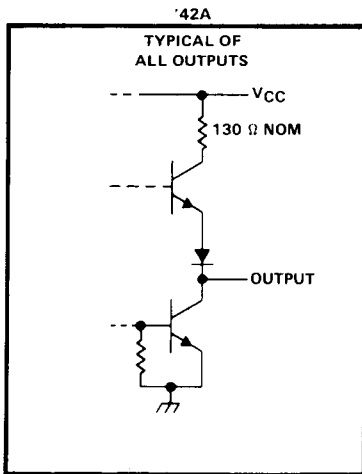 '42A
TYPICAL OF
ALL OUTPUTS
VCC
130 Ω NOM
OUTPUT